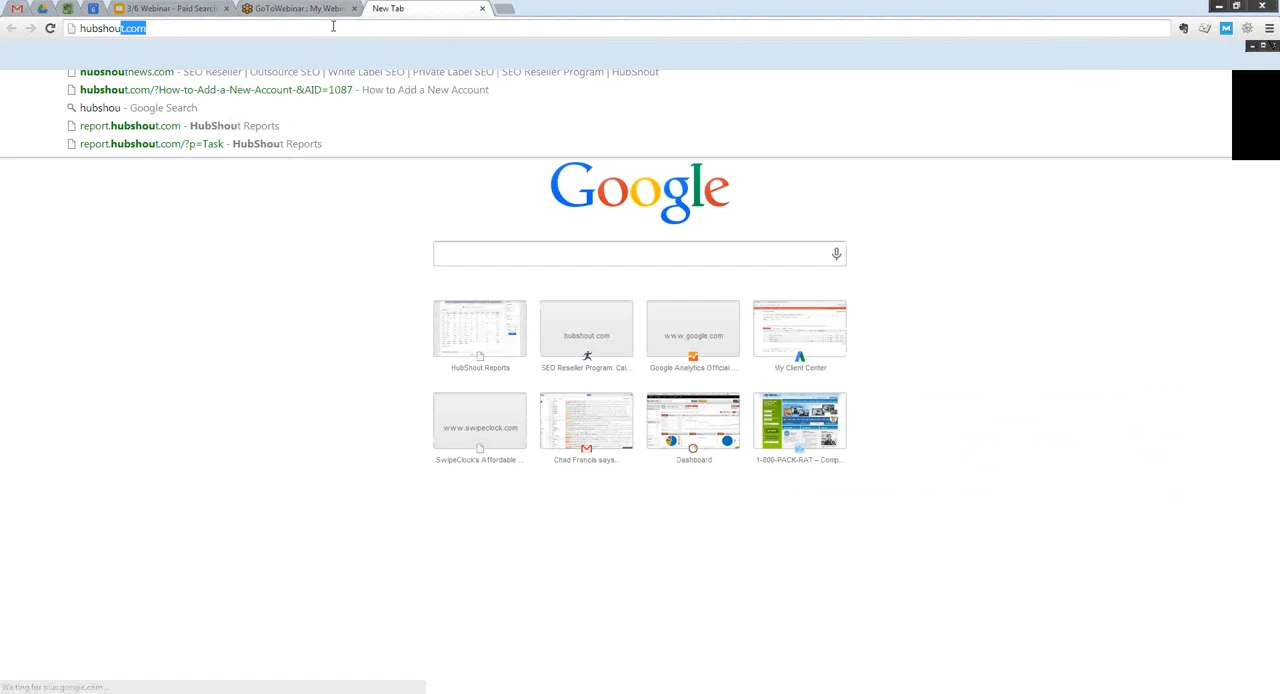 3/6 Webinar - Paid Search
GoToWebinar : My Webin
New Tab
hubshout.com
hubshoutnews.com - SEO Reseller | Outsource SEO | White Label SEO | Private Label SEO | SEO Reseller Program | HubShout
hubshout.com/?How-to-Add-a-New-Account-&AID=1087 - How to Add a New Account
hubshou - Google Search
report.hubshout.com - HubShout Reports
report.hubshout.com/?p=Task - HubShout Reports
Google
hubshout.com
www.google.com
HubShout Reports
SEO Reseller Program: Cal...
Google Analytics Official ...
My Client Center
www.swipeclock.com
SwipeClock's Affordable ...
Chad Francis says..
Dashboard
1-800-PACK-RAT – Comp...
Waiting for plus.google.com...